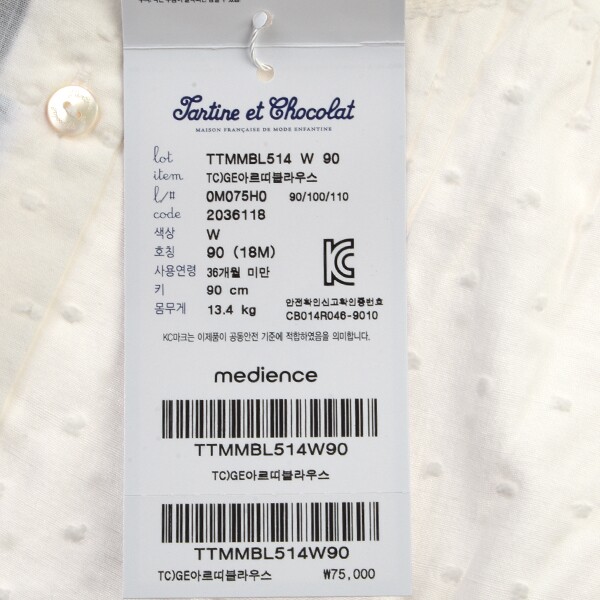 Tartine et Chocolat
MAISON FRANÇAISE DE MODE ENFANTINE
lot TTMMBL514 W 90
item TC)GE아르띠블라우스
l/# 0M075H0 90/100/110
code 2036118
색상 W
호칭 90 (18M)
사용연령 36개월 미만
키 90 cm
몸무게 13.4 kg
안전확인신고확인증번호
CB014R046-9010
KC마크는 이제품이 공동안전 기준에 적합하였음을 의미합니다.
medience
TTMMBL514W90
TC)GE아르띠블라우스
TTMMBL514W90
TC)GE아르띠블라우스 ₩75,000